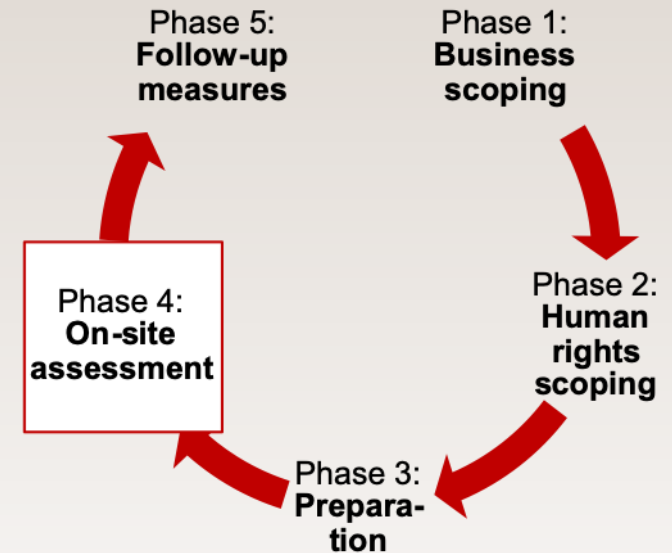 Phase 1:
Business
scoping
Phase 2:
Human
rights
scoping
Phase 3:
Prepara-
tion
Phase 4:
On-site
assessment
Phase 5:
Follow-up
measures